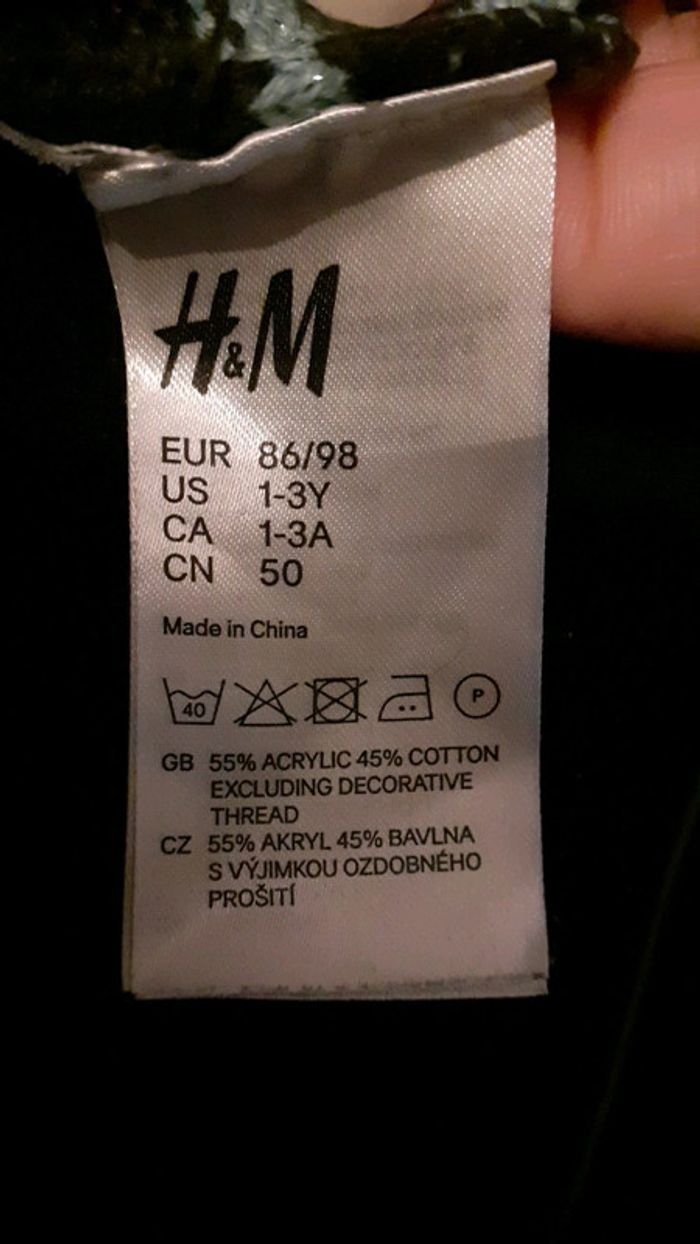 H&M
EUR 86/98
US 1-3Y
CA 1-3A
CN 50
Made in China
40 P
GB 55% ACRYLIC 45% COTTON
EXCLUDING DECORATIVE
THREAD
CZ 55% AKRYL 45% BAVLNA
S VÝJIMKOU OZDOBNÉHO
PROŠITÍ